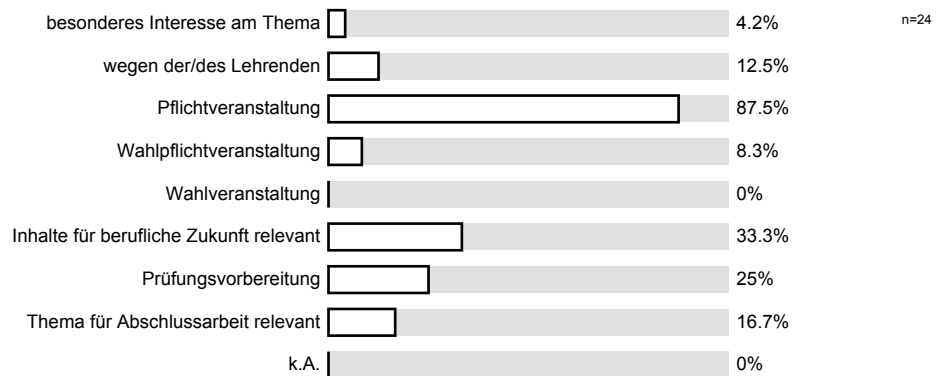 besonderes Interesse am Thema 4.2% n=24
wegen der/des Lehrenden 12.5%
Pflichtveranstaltung 87.5%
Wahlpflichtveranstaltung 8.3%
Wahlveranstaltung 0%
Inhalte für berufliche Zukunft relevant 33.3%
Prüfungsvorbereitung 25%
Thema für Abschlussarbeit relevant 16.7%
k.A. 0%